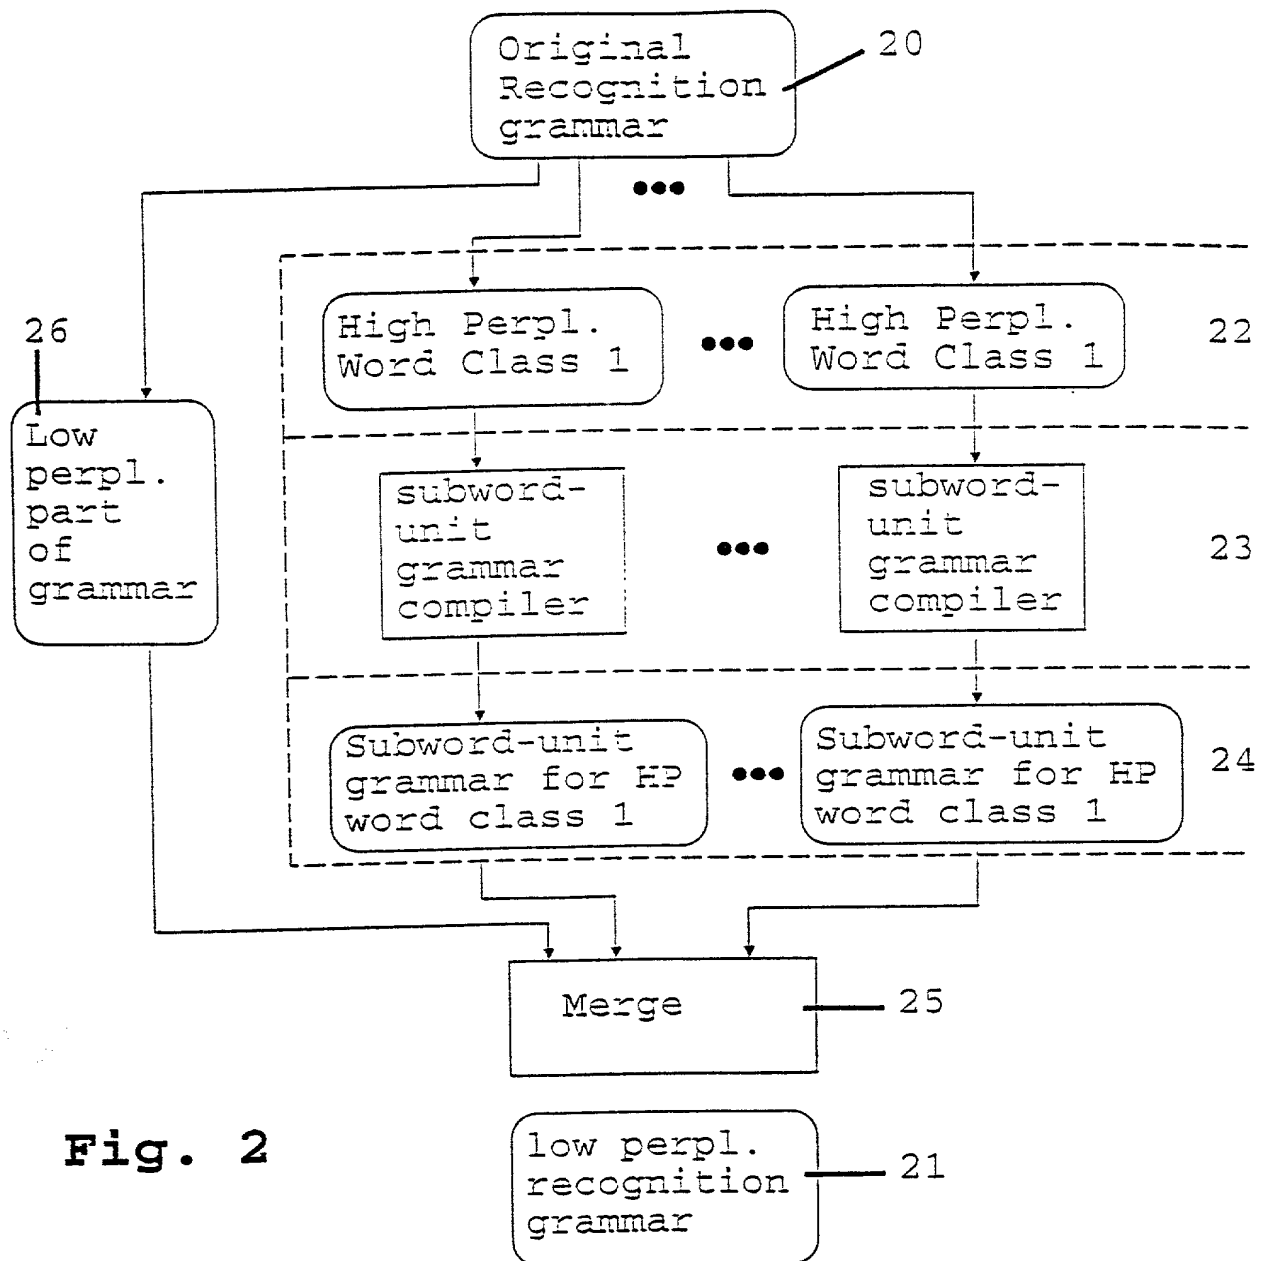 Original
Recognition
grammar
20
High Perpl.
Word Class 1
High Perpl.
Word Class 1
22
26
Low
perpl.
part
of
grammar
subword-
unit
grammar
compiler
subword-
unit
grammar
compiler
23
Subword-unit
grammar for HP
word class 1
Subword-unit
grammar for HP
word class 1
24
Merge
25
Fig. 2
low perpl.
recognition
grammar
21